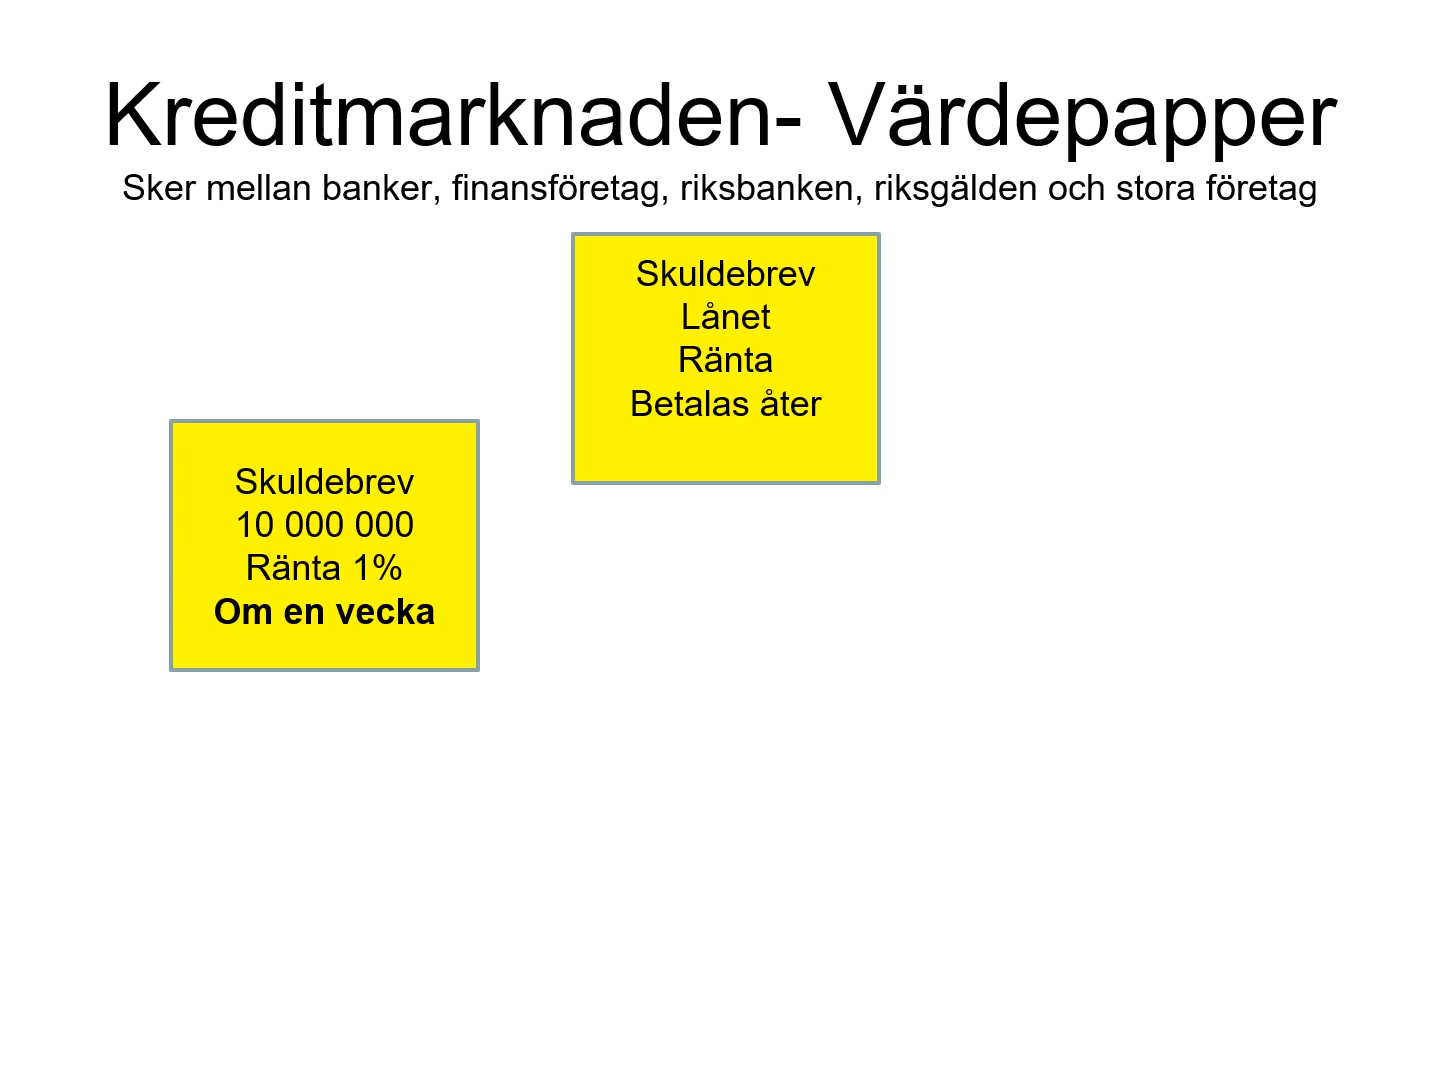 Kreditmarknaden- Värdepapper
Sker mellan banker, finansföretag, riksbanken, riksgälden och stora företag
Skuldebrev
Lånet
Ränta
Betalas åter
Skuldebrev
10 000 000
Ränta 1%
Om en vecka